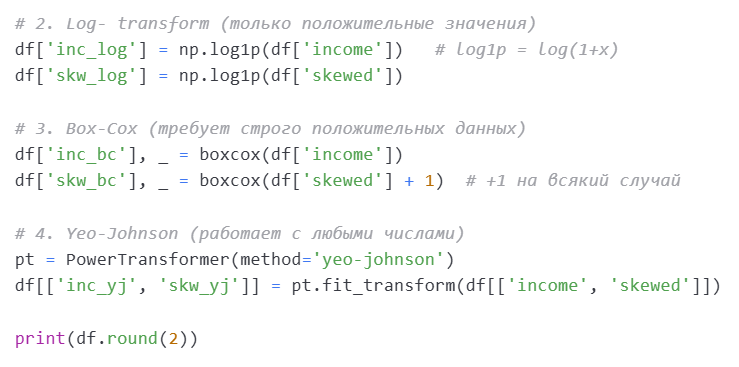 # 2. Log- transform (только положительные значения)
df['inc_log'] = np.log1p(df['income'])   # log1p = log(1+x)
df['skw_log'] = np.log1p(df['skewed'])
# 3. Box-Cox (требует строго положительных данных)
df['inc_bc'], _ = boxcox(df['income'])
df['skw_bc'], _ = boxcox(df['skewed'] + 1)  # +1 на всякий случай
# 4. Yeo-Johnson (работает с любыми числами)
pt = PowerTransformer(method='yeo-johnson')
df[['inc_yj', 'skw_yj']] = pt.fit_transform(df[['income', 'skewed']])
print(df.round(2))